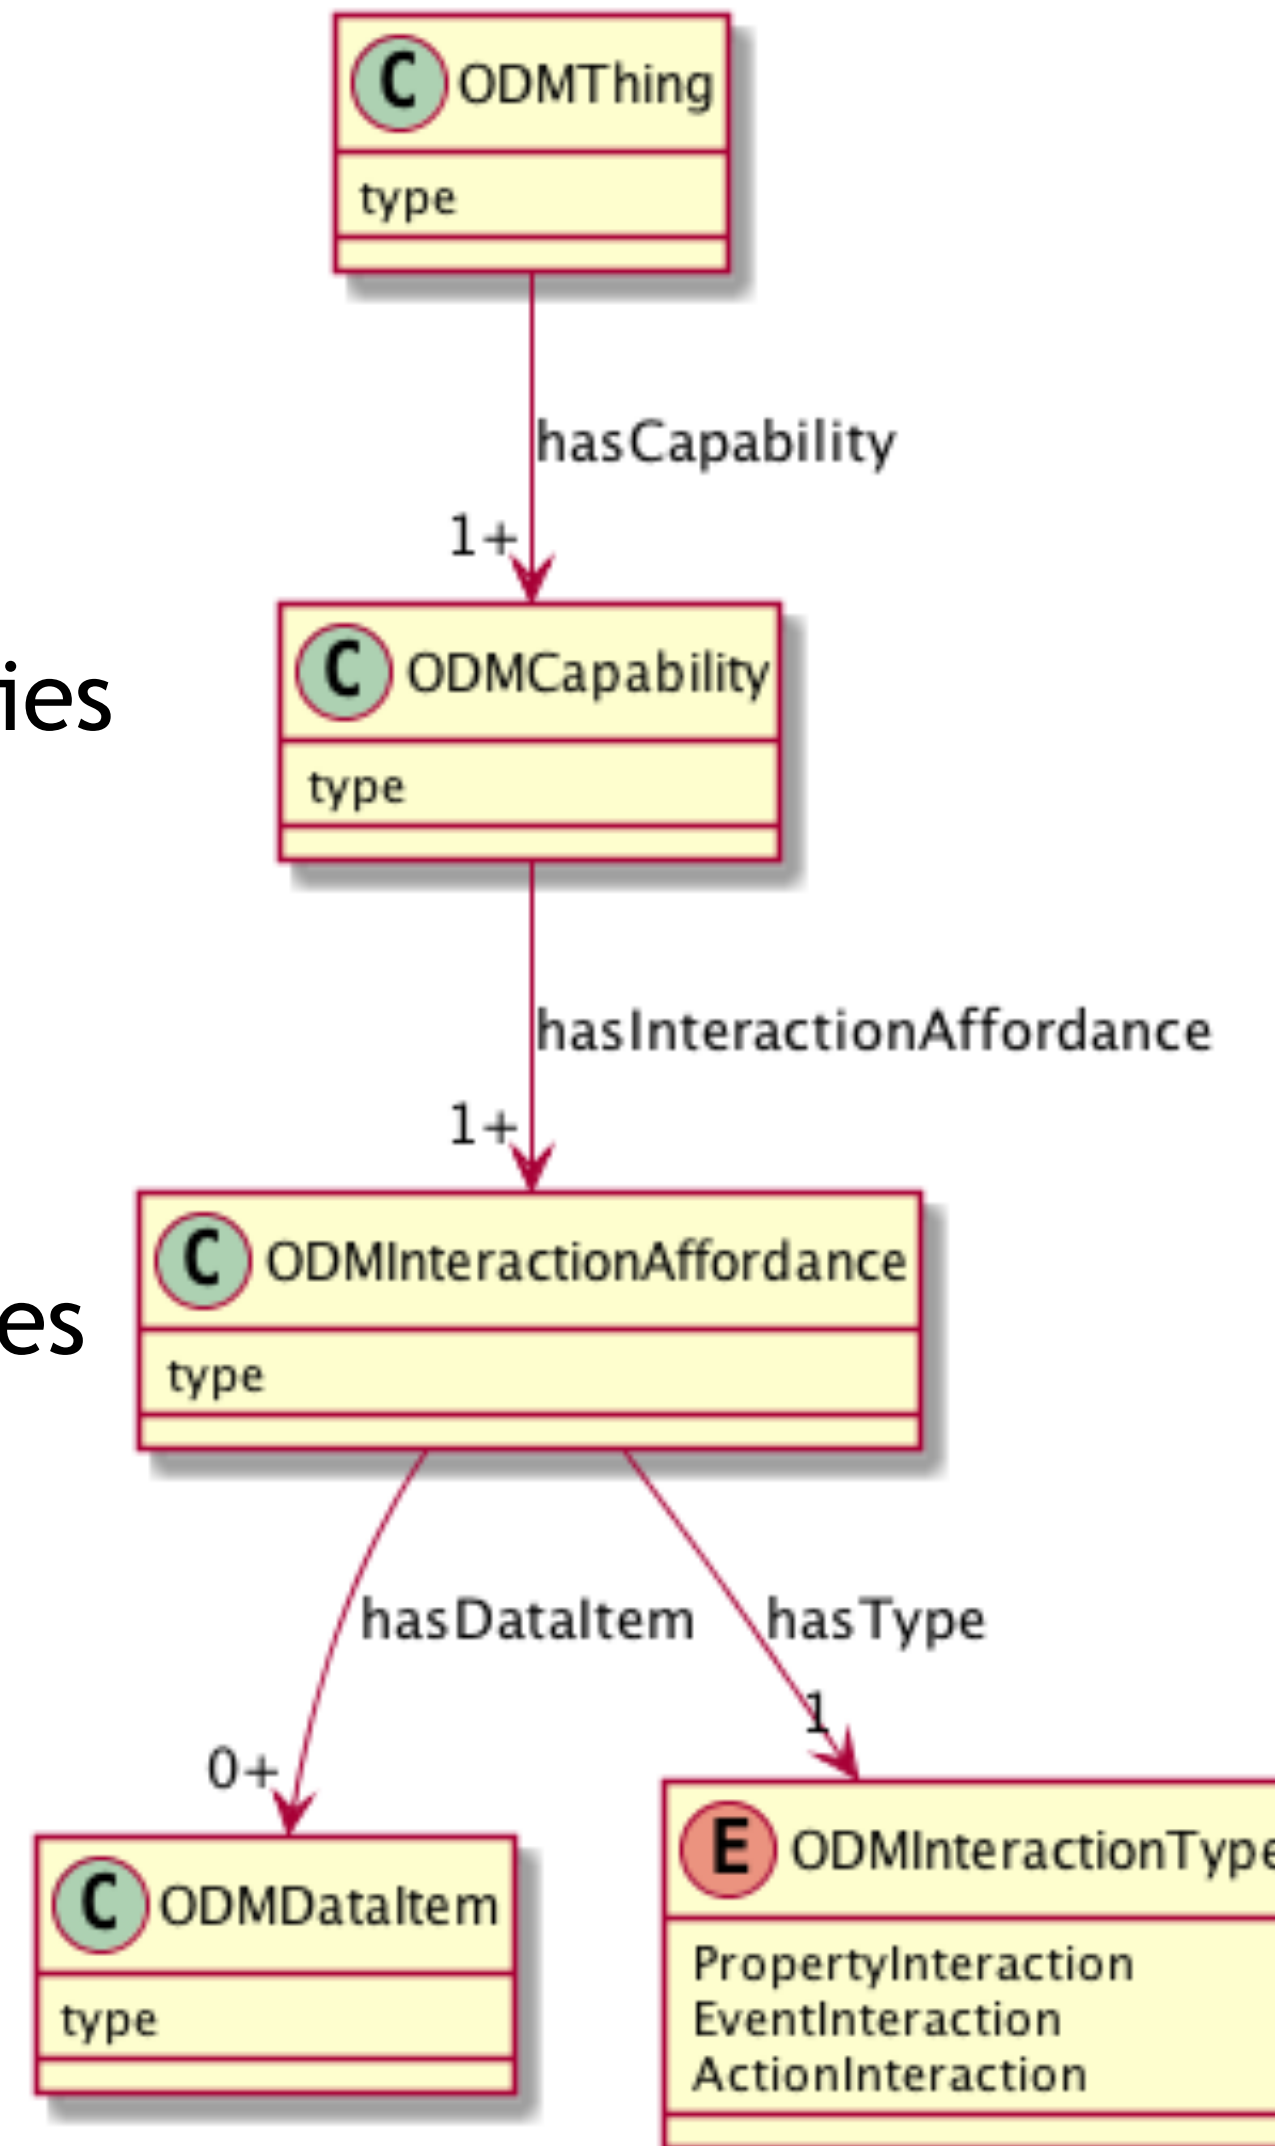 C ODMThing
type
hasCapability
1+
ies
C ODMCapability
type
hasInteractionAffordance
1+
C ODMInteractionAffordance
es
type
hasDataItem
hasType
1
0+
E ODMInteractionType
C ODMDataItem
PropertyInteraction
type
EventInteraction
ActionInteraction